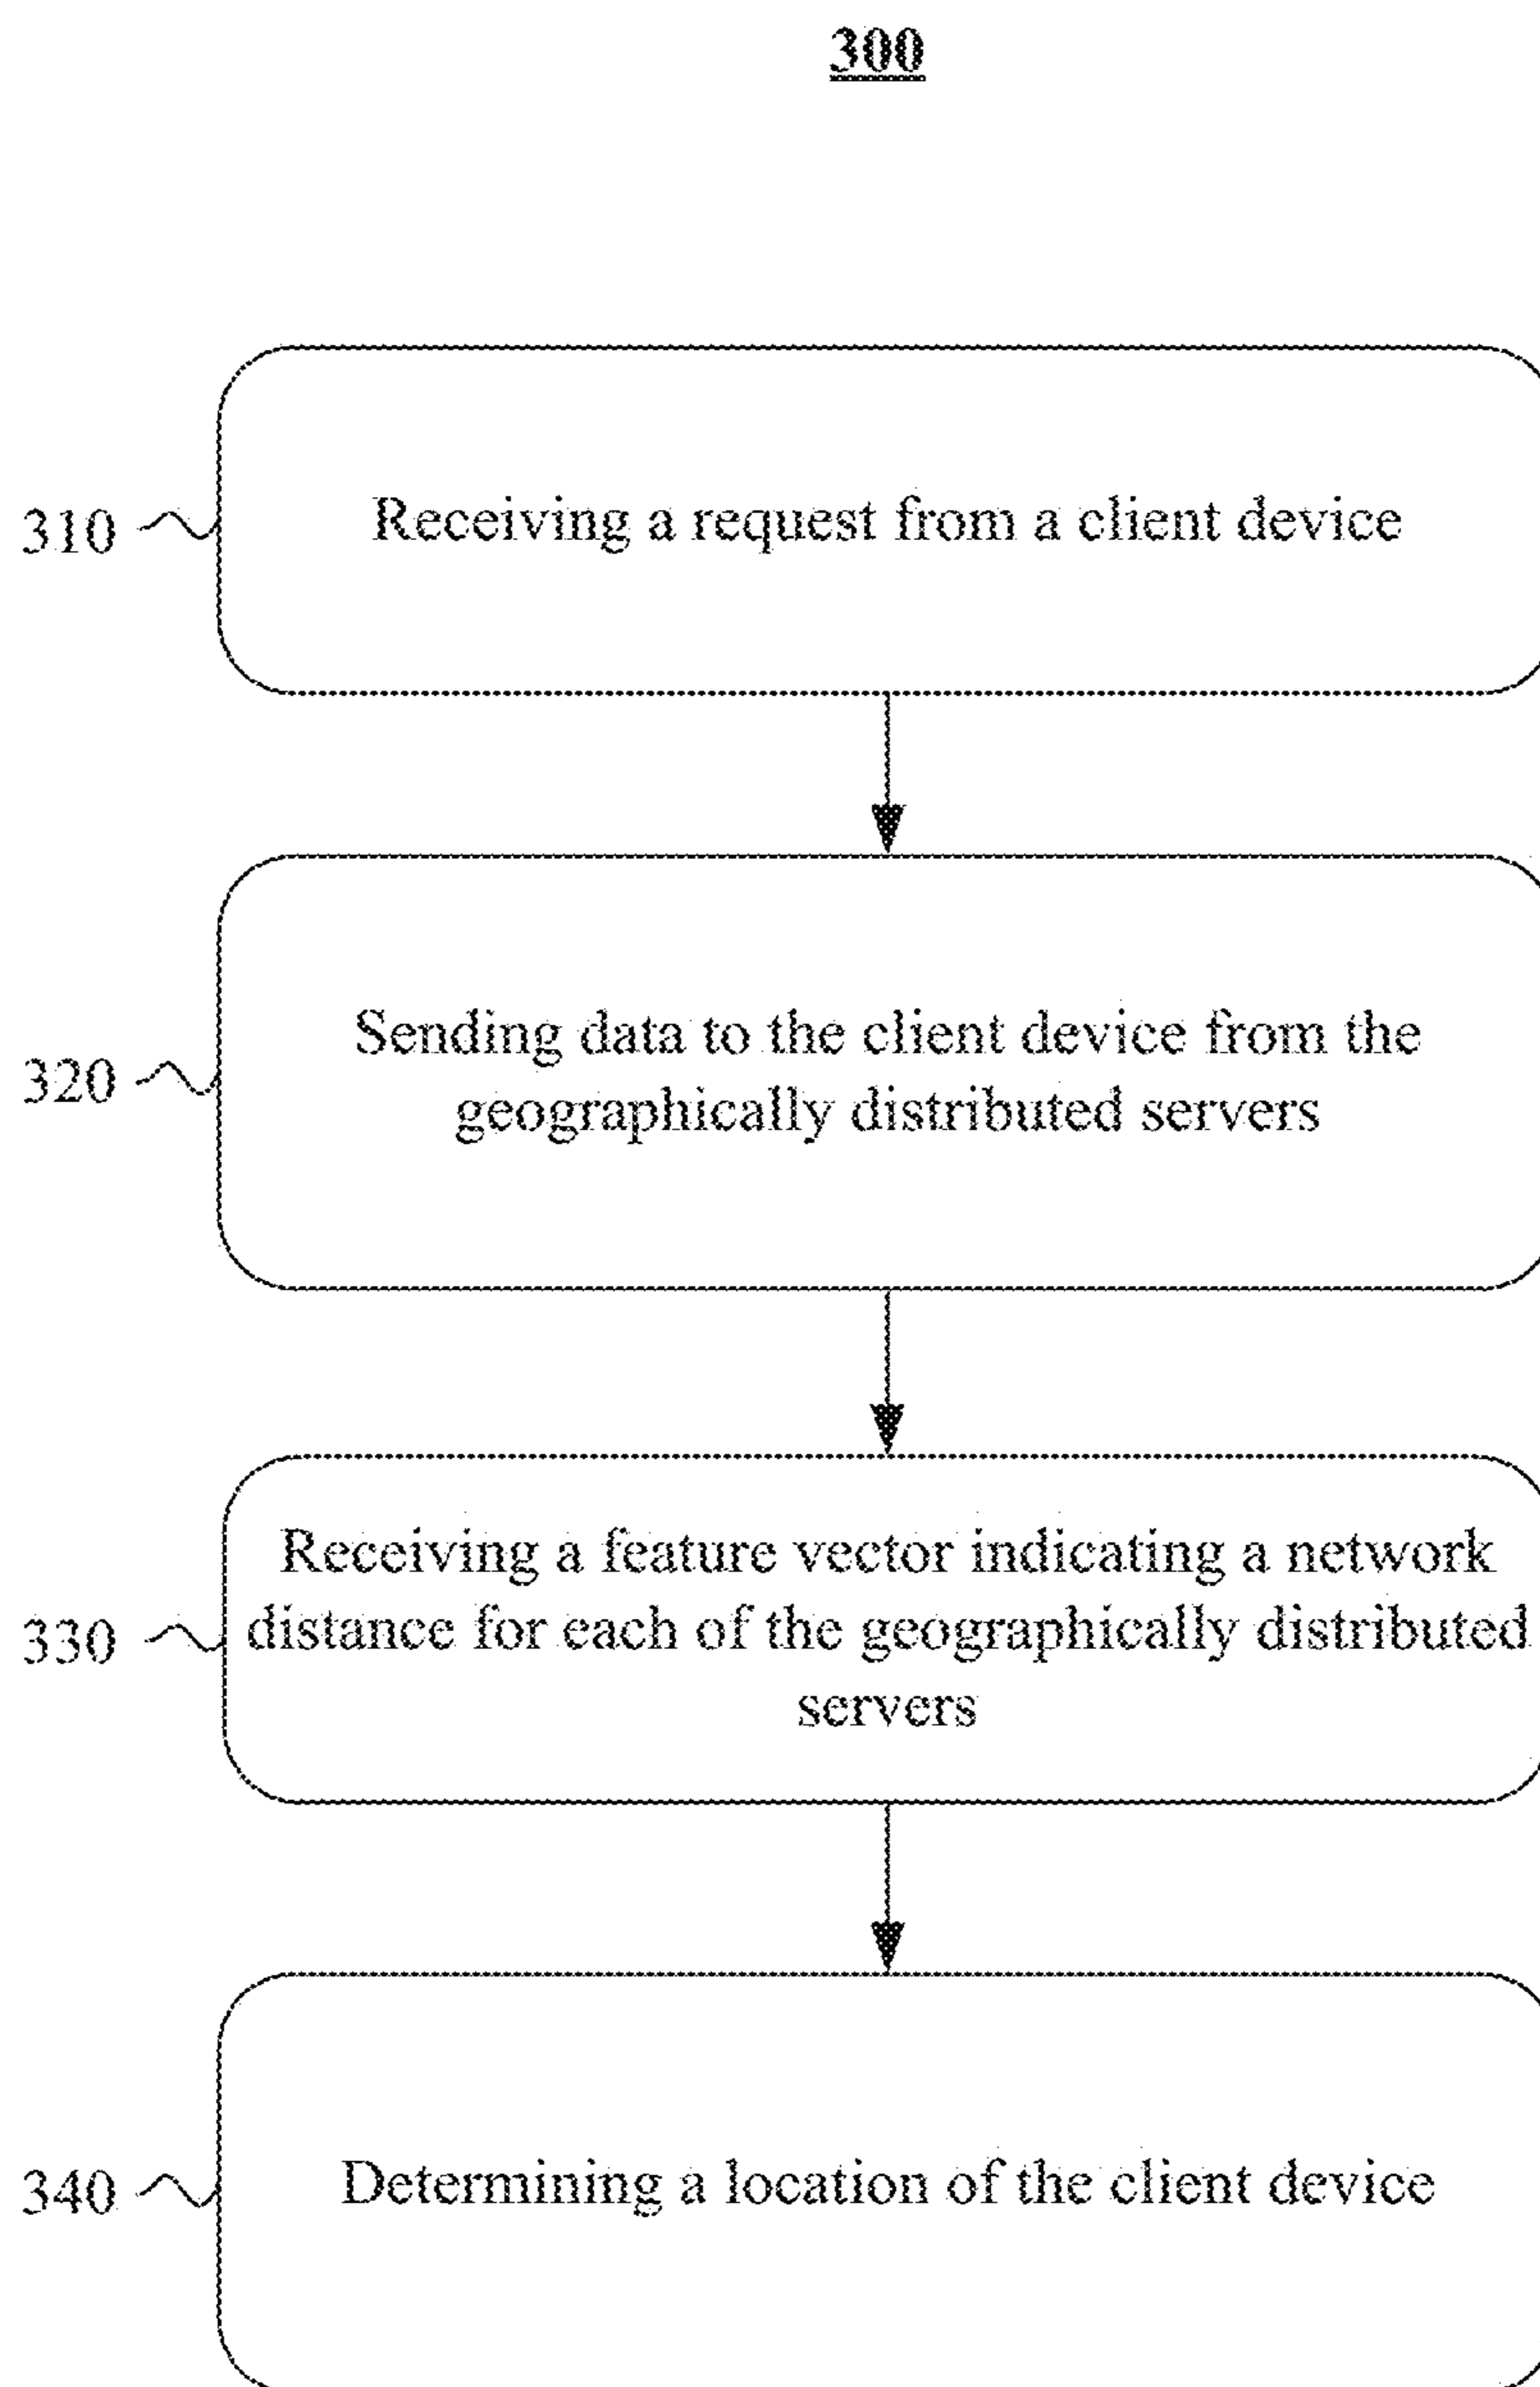 300
310
Receiving a request from a client device
320
Sending data to the client device from the
geographically distributed servers
330
Receiving a feature vector indicating a network
distance for each of the geographically distributed
servers
340
Determining a location of the client device